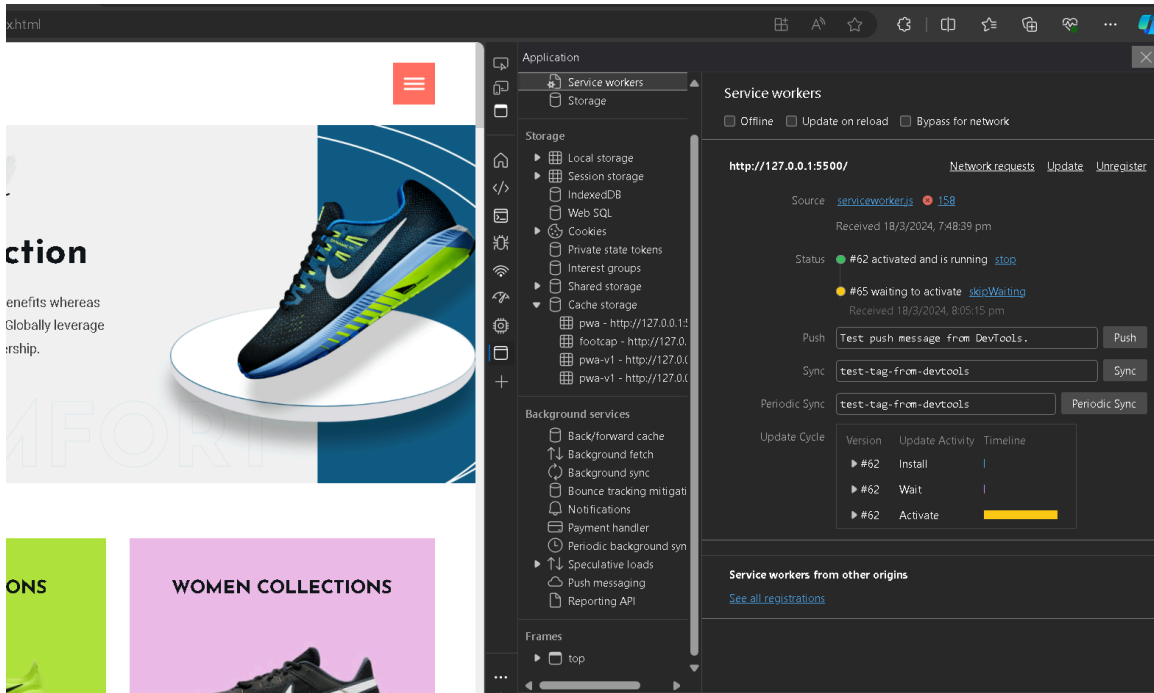 x.html
Application
Service workers
Storage
Storage
Local storage
Session storage
IndexedDB
Web SQL
Cookies
Private state tokens
Interest groups
Shared storage
Cache storage
pwa - http://127.0.0.1:5
footcap - http://127.0.
pwa-v1 - http://127.0.0
pwa-v1 - http://127.0.0
Background services
Back/forward cache
Background fetch
Background sync
Bounce tracking mitigati
Notifications
Payment handler
Periodic background syn
Speculative loads
Push messaging
Reporting API
Frames
top
Service workers
Offline Update on reload Bypass for network
http://127.0.0.1:5500/ Network requests Update Unregister
Source serviceworker.js 158
Received 18/3/2024, 7:48:39 pm
Status #62 activated and is running stop
#65 waiting to activate skipWaiting
Received 18/3/2024, 8:05:15 pm
Push Test push message from DevTools. Push
Sync test-tag-from-devtools Sync
Periodic Sync test-tag-from-devtools Periodic Sync
Update Cycle Version Update Activity Timeline
#62 Install
#62 Wait
#62 Activate
Service workers from other origins
See all registrations
ction
enefits whereas
Globally leverage
ership.
MFORT
ONS
WOMEN COLLECTIONS